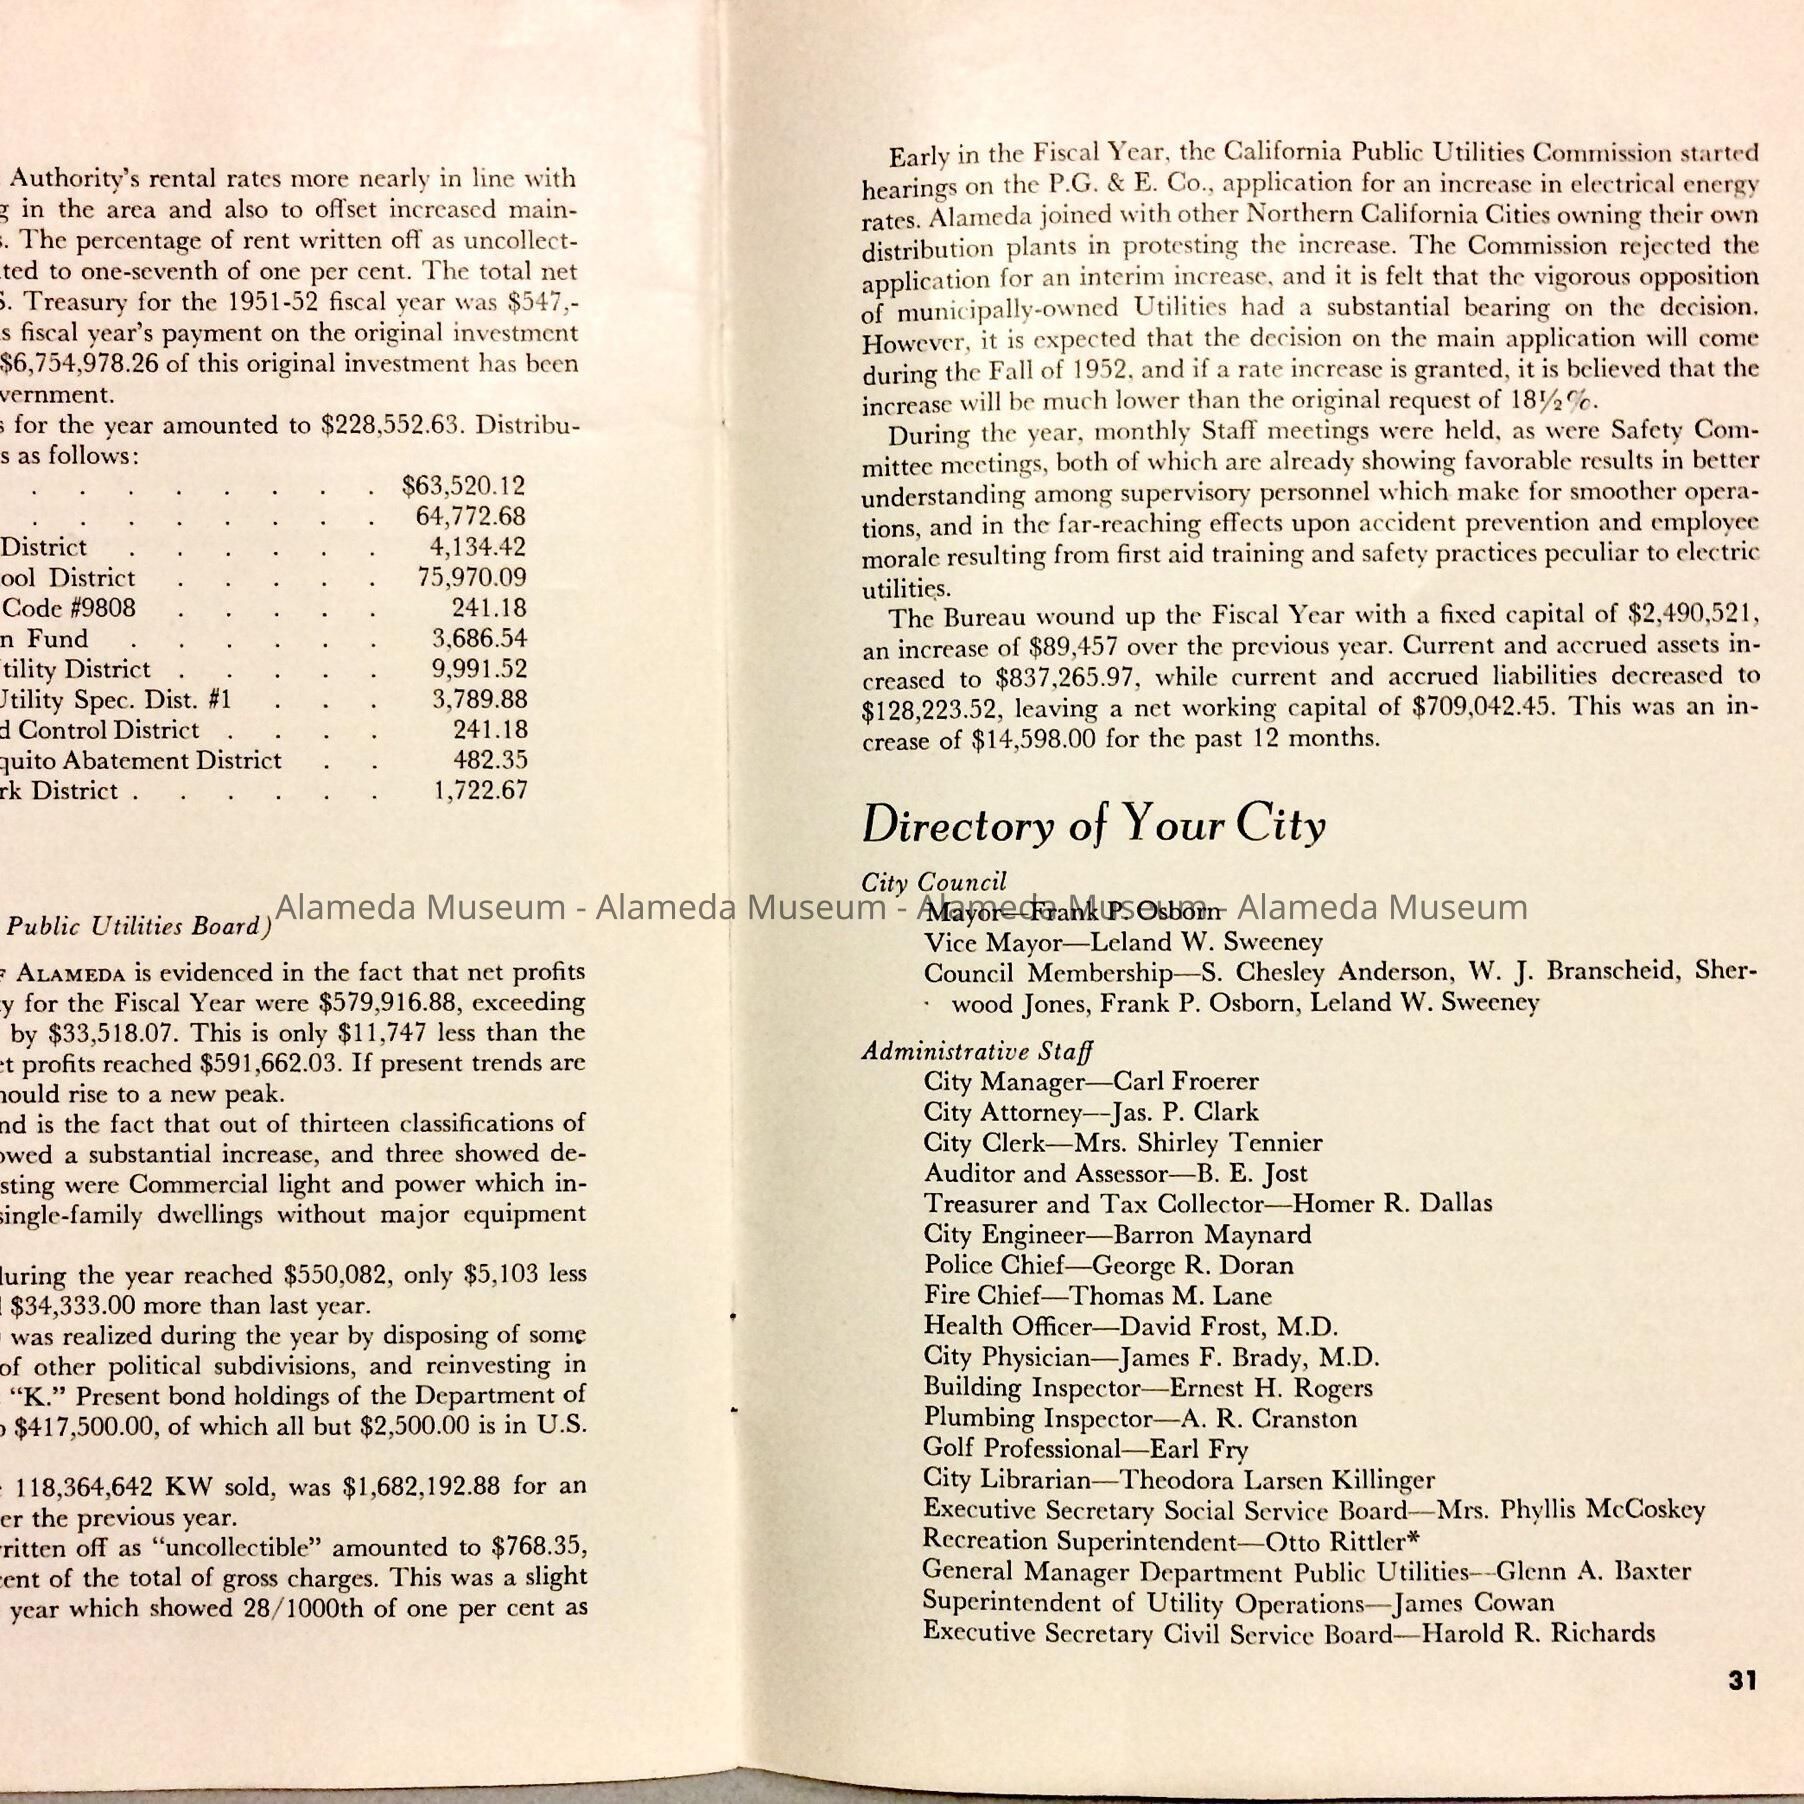 Authority's rental rates more nearly in line with
g in the area and also to offset increased main-
s. The percentage of rent written off as uncollect-
ted to one-seventh of one per cent. The total net
S. Treasury for the 1951-52 fiscal year was $547,-
s fiscal year's payment on the original investment
$6,754,978.26 of this original investment has been
vernment.
s for the year amounted to $228,552.63. Distribu-
s as follows:
. . . . . . . . $63,520.12
. . . . . . . . 64,772.68
District . . . . . . 4,134.42
ool District . . . . . 75,970.09
Code #9808 . . . . . 241.18
n Fund . . . . . . 3,686.54
tility District . . . . . 9,991.52
Utility Spec. Dist. #1 . . . 3,789.88
d Control District . . . . 241.18
quito Abatement District . . 482.35
rk District . . . . . . 1,722.67
Public Utilities Board)
F ALAMEDA is evidenced in the fact that net profits
y for the Fiscal Year were $579,916.88, exceeding
by $33,518.07. This is only $11,747 less than the
et profits reached $591,662.03. If present trends are
hould rise to a new peak.
nd is the fact that out of thirteen classifications of
owed a substantial increase, and three showed de-
sting were Commercial light and power which in-
single-family dwellings without major equipment
during the year reached $550,082, only $5,103 less
$34,333.00 more than last year.
was realized during the year by disposing of some
of other political subdivisions, and reinvesting in
"K." Present bond holdings of the Department of
o $417,500.00, of which all but $2,500.00 is in U.S.
118,364,642 KW sold, was $1,682,192.88 for an
er the previous year.
ritten off as "uncollectible" amounted to $768.35,
cent of the total of gross charges. This was a slight
year which showed 28/1000th of one per cent as
Early in the Fiscal Year, the California Public Utilities Commission started
hearings on the P.G. & E. Co., application for an increase in electrical energy
rates. Alameda joined with other Northern California Cities owning their own
distribution plants in protesting the increase. The Commission rejected the
application for an interim increase, and it is felt that the vigorous opposition
of municipally-owned Utilities had a substantial bearing on the decision.
However, it is expected that the decision on the main application will come
during the Fall of 1952, and if a rate increase is granted, it is believed that the
increase will be much lower than the original request of 18½%.
During the year, monthly Staff meetings were held, as were Safety Com-
mittee meetings, both of which are already showing favorable results in better
understanding among supervisory personnel which make for smoother opera-
tions, and in the far-reaching effects upon accident prevention and employee
morale resulting from first aid training and safety practices peculiar to electric
utilities.
The Bureau wound up the Fiscal Year with a fixed capital of $2,490,521,
an increase of $89,457 over the previous year. Current and accrued assets in-
creased to $837,265.97, while current and accrued liabilities decreased to
$128,223.52, leaving a net working capital of $709,042.45. This was an in-
crease of $14,598.00 for the past 12 months.
Directory of Your City
City Council
Alameda Museum - Alameda Museum - Alameda Museum - Alameda Museum
Mayor—Frank P. Osborn
Vice Mayor—Leland W. Sweeney
Council Membership—S. Chesley Anderson, W. J. Branscheid, Sher-
wood Jones, Frank P. Osborn, Leland W. Sweeney
Administrative Staff
City Manager—Carl Froerer
City Attorney—Jas. P. Clark
City Clerk—Mrs. Shirley Tennier
Auditor and Assessor—B. E. Jost
Treasurer and Tax Collector—Homer R. Dallas
City Engineer—Barron Maynard
Police Chief—George R. Doran
Fire Chief—Thomas M. Lane
Health Officer—David Frost, M.D.
City Physician—James F. Brady, M.D.
Building Inspector—Ernest H. Rogers
Plumbing Inspector—A. R. Cranston
Golf Professional—Earl Fry
City Librarian—Theodora Larsen Killinger
Executive Secretary Social Service Board—Mrs. Phyllis McCoskey
Recreation Superintendent—Otto Rittler*
General Manager Department Public Utilities—Glenn A. Baxter
Superintendent of Utility Operations—James Cowan
Executive Secretary Civil Service Board—Harold R. Richards
31